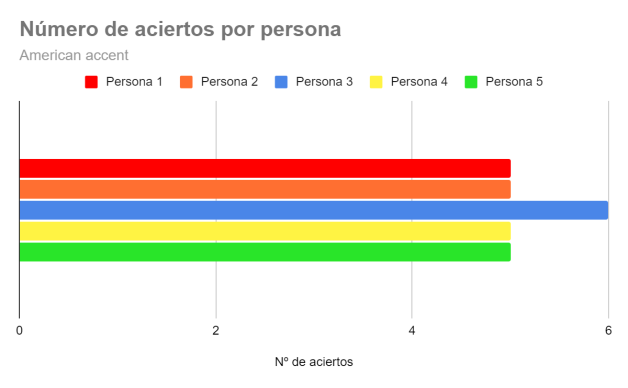 Número de aciertos por persona
American accent
Persona 1 Persona 2 Persona 3 Persona 4 Persona 5
0 2 4 6
Nº de aciertos